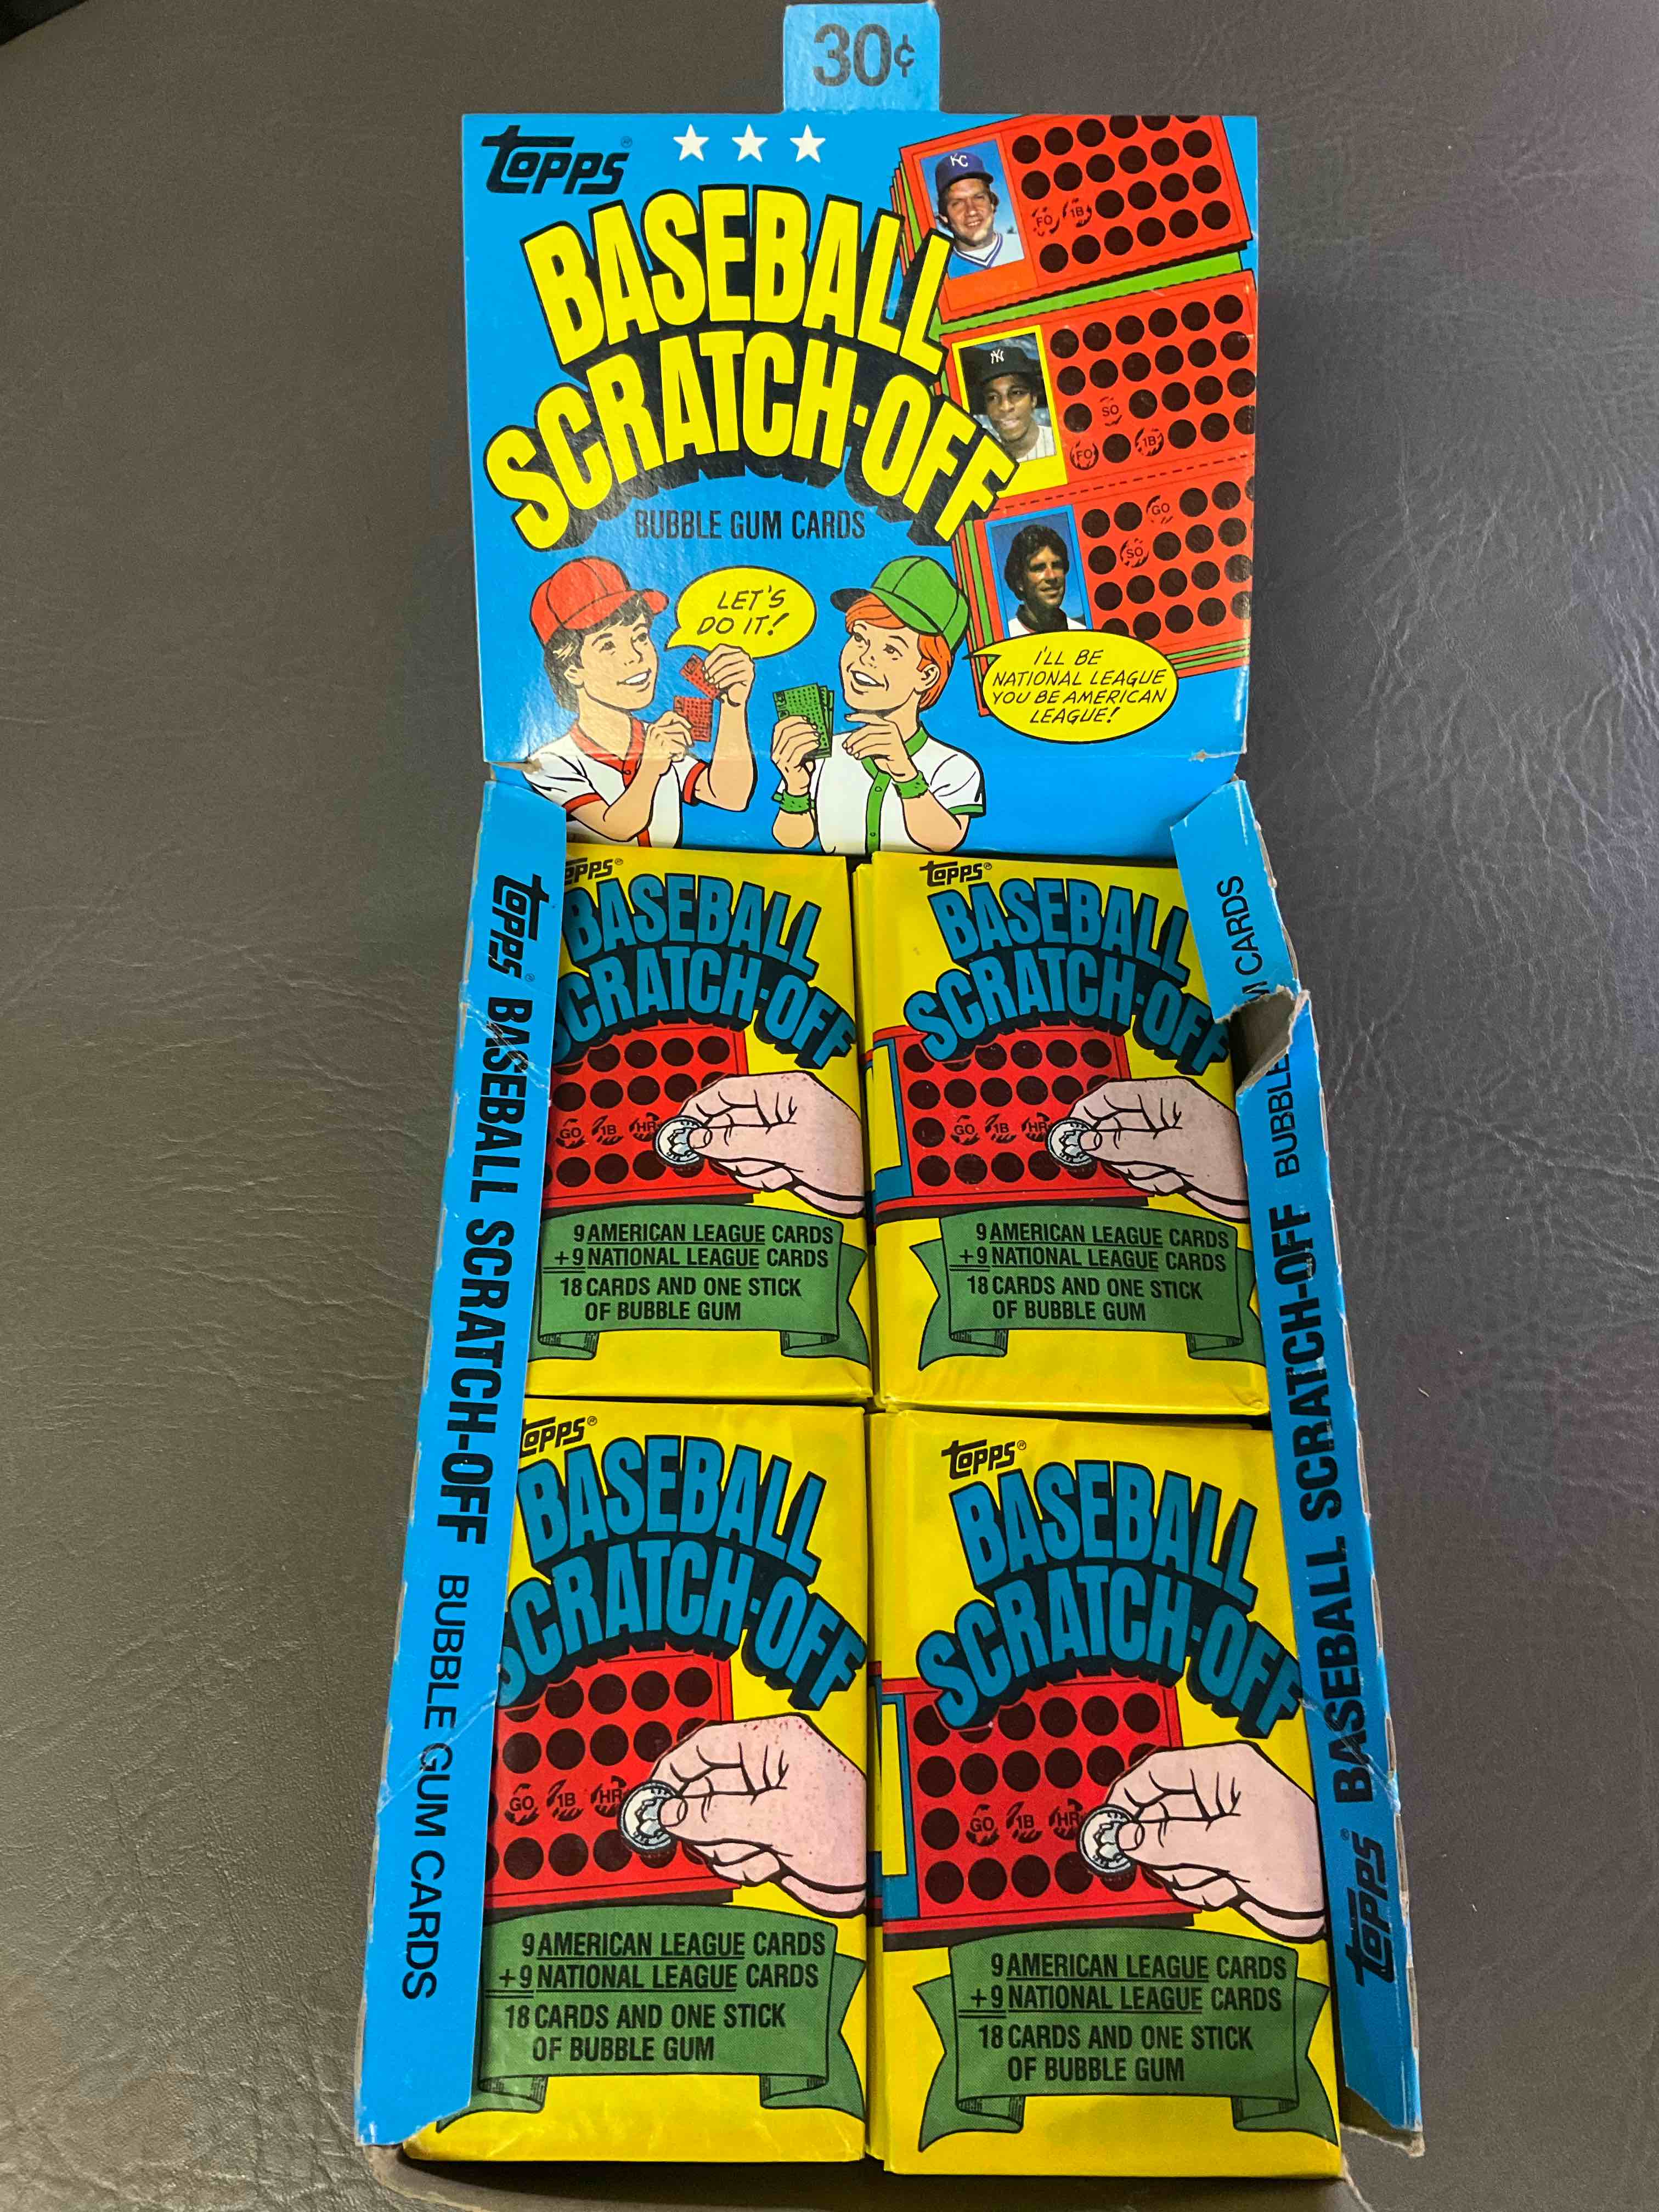 30¢
TOPPS®
BASEBALL
SCRATCH-OFF
BUBBLE GUM CARDS
LET'S
DO IT!
I'LL BE
NATIONAL LEAGUE
YOU BE AMERICAN
LEAGUE!
KC
FO 1B
NY
SO
FO 1B
GO
SO
TOPPS® BASEBALL SCRATCH-OFF BUBBLE GUM CARDS
OPPS®
BASEBALL
SCRATCH-OFF
GO 1B HR
9 AMERICAN LEAGUE CARDS
+9 NATIONAL LEAGUE CARDS
18 CARDS AND ONE STICK
OF BUBBLE GUM
TOPPS®
BASEBALL
SCRATCH-OFF
GO 1B HR
9 AMERICAN LEAGUE CARDS
+9 NATIONAL LEAGUE CARDS
18 CARDS AND ONE STICK
OF BUBBLE GUM
TOPPS®
BASEBALL
SCRATCH-OFF
GO 1B HR
9 AMERICAN LEAGUE CARDS
+9 NATIONAL LEAGUE CARDS
18 CARDS AND ONE STICK
OF BUBBLE GUM
TOPPS®
BASEBALL
SCRATCH-OFF
GO 1B HR
9 AMERICAN LEAGUE CARDS
+9 NATIONAL LEAGUE CARDS
18 CARDS AND ONE STICK
OF BUBBLE GUM
TOPPS® BASEBALL SCRATCH-OFF BUBBLE M CARDS